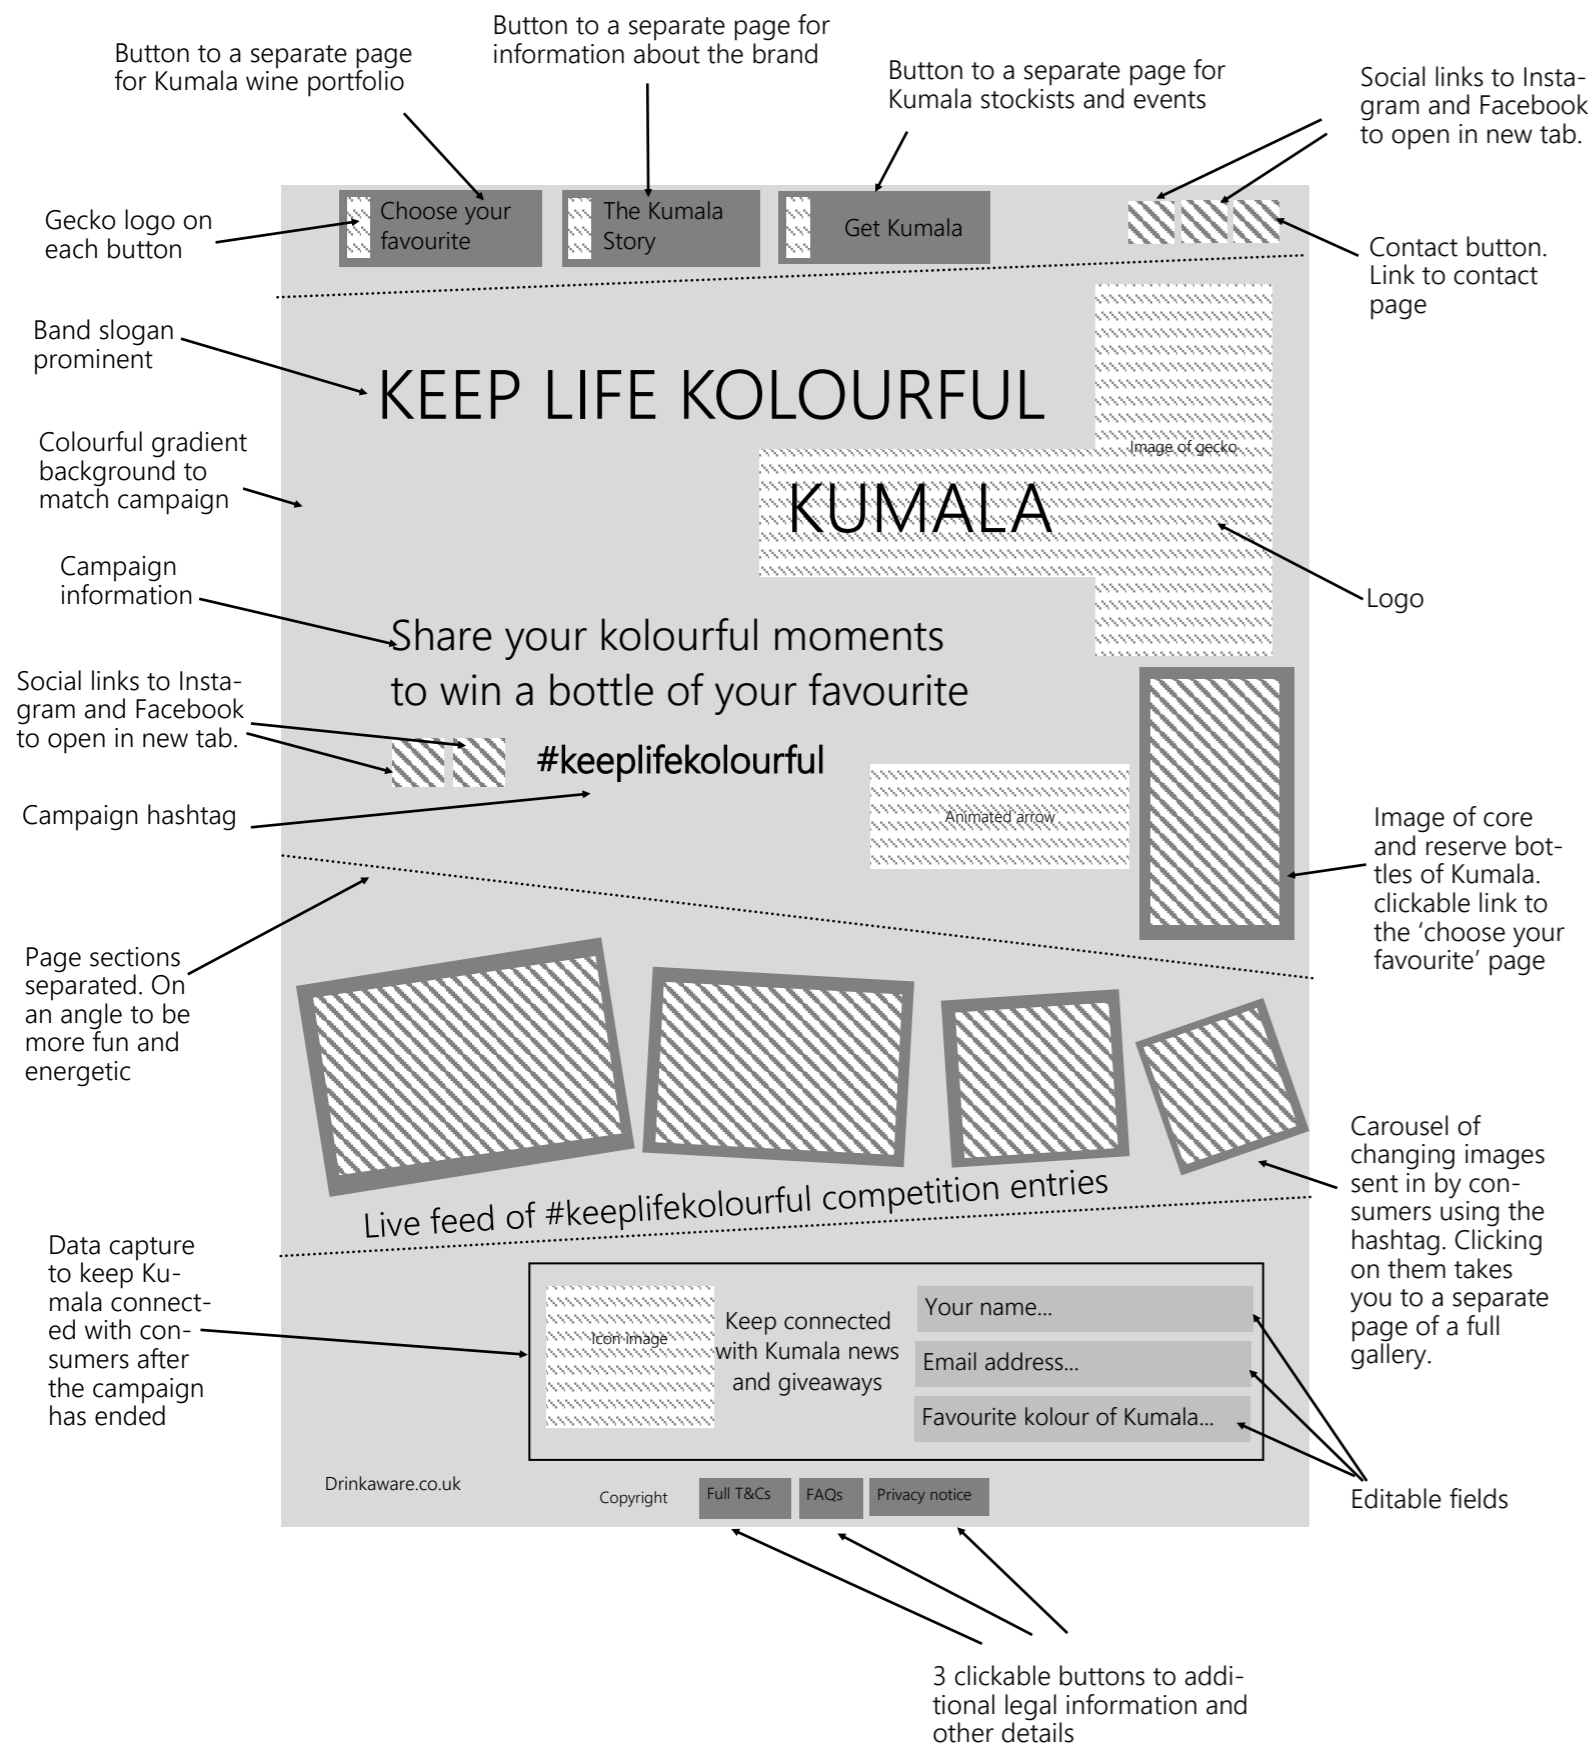 Button to a separate page
for Kumala wine portfolio
Button to a separate page for
information about the brand
Button to a separate page for
Kumala stockists and events
Social links to Insta-
gram and Facebook
to open in new tab.
Gecko logo on
each button
Choose your
favourite
The Kumala
Story
Get Kumala
Contact button.
Link to contact
page
Band slogan
prominent
KEEP LIFE KOLOURFUL
Image of gecko
Colourful gradient
background to
match campaign
KUMALA
Logo
Campaign
information
Share your kolourful moments
to win a bottle of your favourite
Social links to Insta-
gram and Facebook
to open in new tab.
#keeplifekolourful
Campaign hashtag
Animated arrow
Image of core
and reserve bot-
tles of Kumala.
clickable link to
the ‘choose your
favourite’ page
Page sections
separated. On
an angle to be
more fun and
energetic
Carousel of
changing images
sent in by con-
sumers using the
hashtag. Clicking
on them takes
you to a separate
page of a full
gallery.
Live feed of #keeplifekolourful competition entries
Data capture
to keep Ku-
mala connect-
ed with con-
sumers after
the campaign
has ended
Icon image
Keep connected
with Kumala news
and giveaways
Your name...
Email address...
Favourite kolour of Kumala...
Editable fields
Drinkaware.co.uk
Copyright
Full T&Cs
FAQs
Privacy notice
3 clickable buttons to addi-
tional legal information and
other details